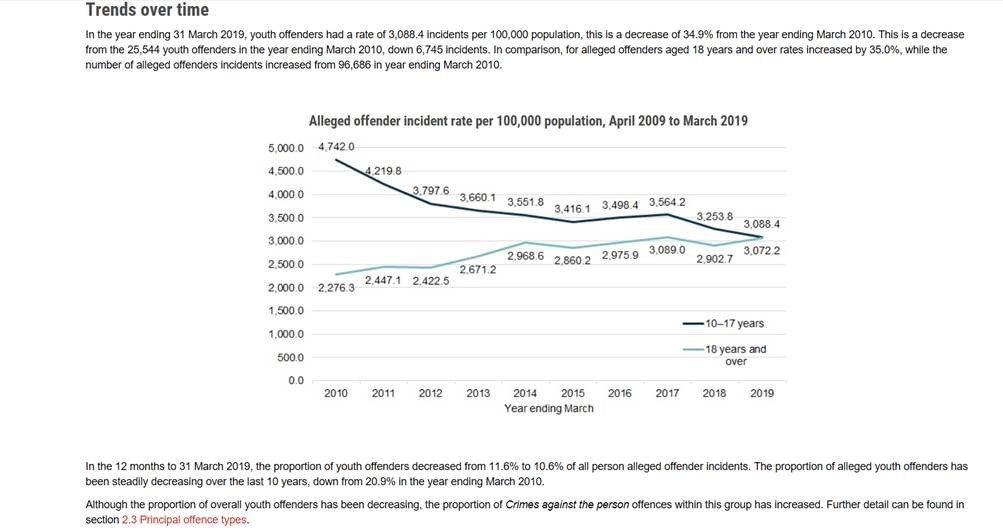 Trends over time
In the year ending 31 March 2019, youth offenders had a rate of 3,088.4 incidents per 100,000 population, this is a decrease of 34.9% from the year ending March 2010. This is a decrease
from the 25,544 youth offenders in the year ending March 2010, down 6,745 incidents. In comparison, for alleged offenders aged 18 years and over rates increased by 35.0%, while the
number of alleged offenders incidents increased from 96,686 in year ending March 2010.
Alleged offender incident rate per 100,000 population, April 2009 to March 2019
5,000.0
4,500.0
4,000.0
3,500.0
3,000.0
2,500.0
2,000.0
1,500.0
1,000.0
500.0
0.0
4,742.0
4,219.8
3,797.6
3,660.1
3,551.8
3,416.1
3,498.4
3,564.2
3,253.8
3,088.4
2,276.3
2,447.1
2,422.5
2,671.2
2,968.6
2,860.2
2,975.9
3,089.0
2,902.7
3,072.2
10–17 years
18 years and
over
2010 2011 2012 2013 2014 2015 2016 2017 2018 2019
Year ending March
In the 12 months to 31 March 2019, the proportion of youth offenders decreased from 11.6% to 10.6% of all person alleged offender incidents. The proportion of alleged youth offenders has
been steadily decreasing over the last 10 years, down from 20.9% in the year ending March 2010.
Although the proportion of overall youth offenders has been decreasing, the proportion of Crimes against the person offences within this group has increased. Further detail can be found in
section 2.3 Principal offence types.